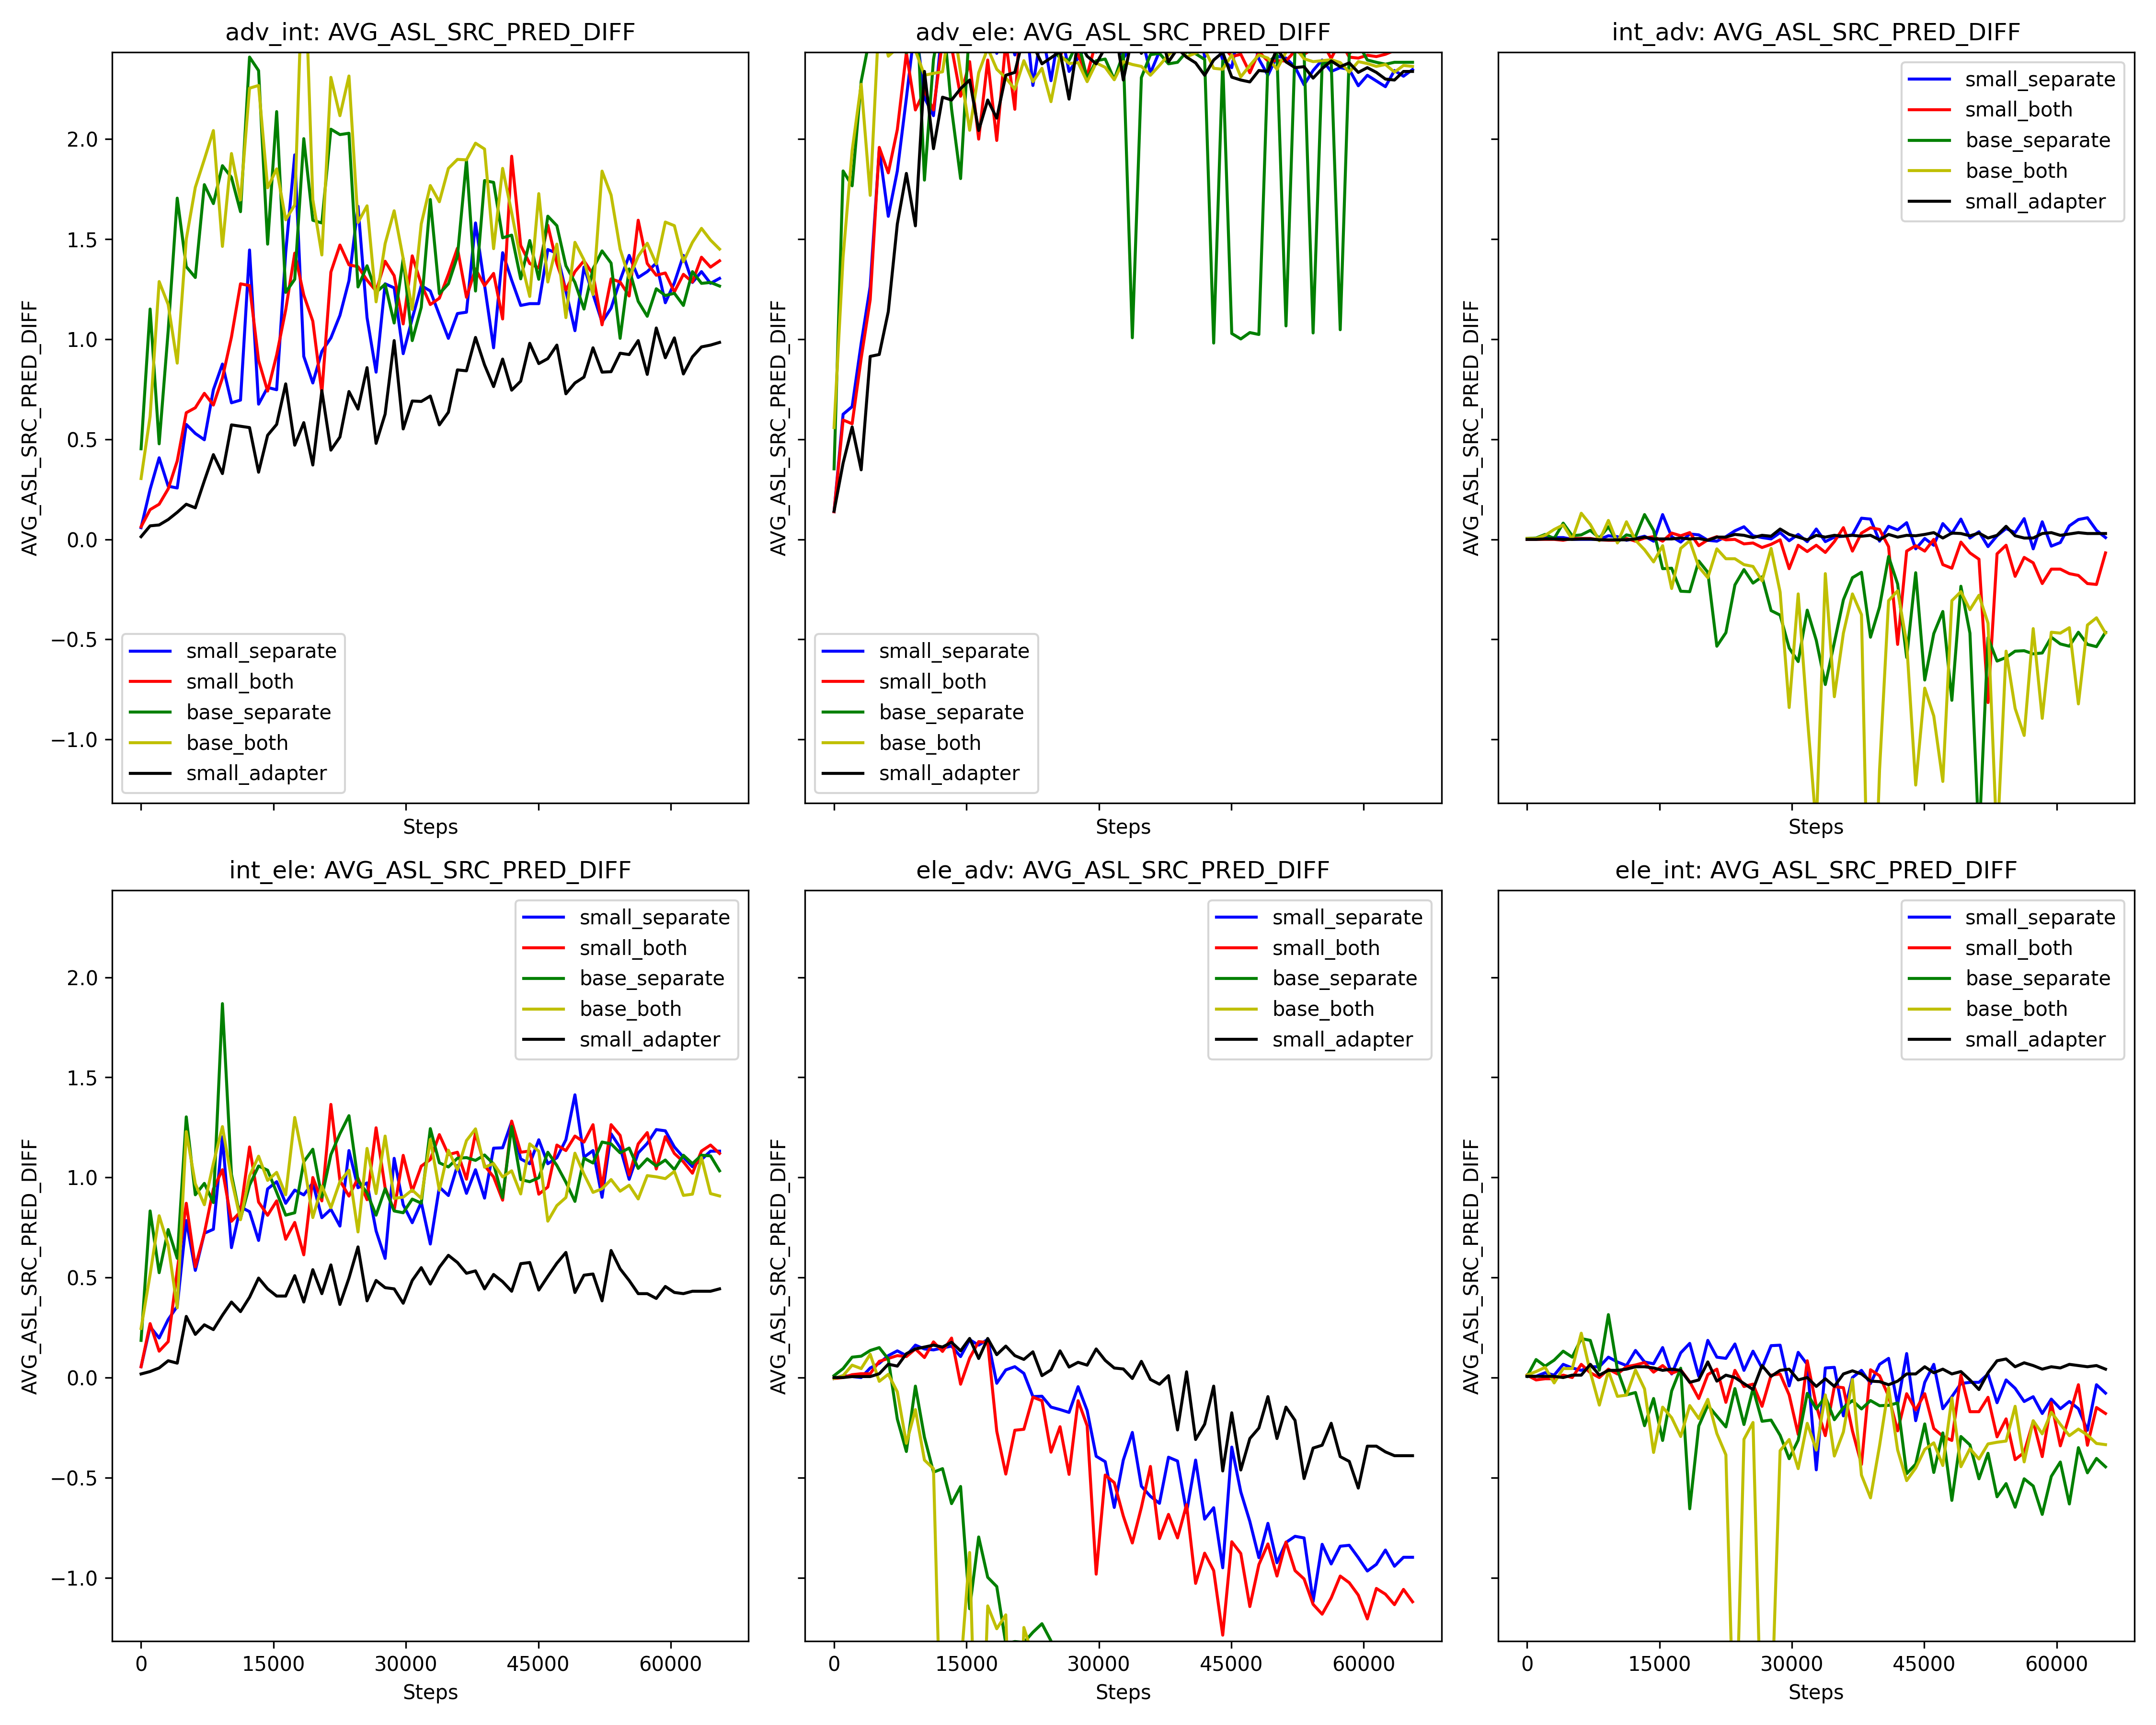 adv_int: AVG_ASL_SRC_PRED_DIFF
AVG_ASL_SRC_PRED_DIFF
2.0
1.5
1.0
0.5
0.0
−0.5
−1.0
small_separate
small_both
base_separate
base_both
small_adapter
Steps
adv_ele: AVG_ASL_SRC_PRED_DIFF
AVG_ASL_SRC_PRED_DIFF
small_separate
small_both
base_separate
base_both
small_adapter
Steps
int_adv: AVG_ASL_SRC_PRED_DIFF
AVG_ASL_SRC_PRED_DIFF
small_separate
small_both
base_separate
base_both
small_adapter
Steps
int_ele: AVG_ASL_SRC_PRED_DIFF
AVG_ASL_SRC_PRED_DIFF
2.0
1.5
1.0
0.5
0.0
−0.5
−1.0
small_separate
small_both
base_separate
base_both
small_adapter
0 15000 30000 45000 60000
Steps
ele_adv: AVG_ASL_SRC_PRED_DIFF
AVG_ASL_SRC_PRED_DIFF
small_separate
small_both
base_separate
base_both
small_adapter
0 15000 30000 45000 60000
Steps
ele_int: AVG_ASL_SRC_PRED_DIFF
AVG_ASL_SRC_PRED_DIFF
small_separate
small_both
base_separate
base_both
small_adapter
0 15000 30000 45000 60000
Steps